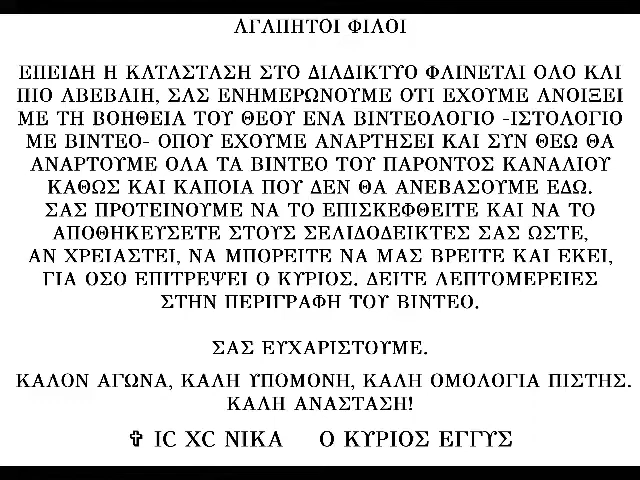 ΑΓΑΠΗΤΟΙ ΦΙΛΟΙ
ΕΠΕΙΔΗ Η ΚΑΤΑΣΤΑΣΗ ΣΤΟ ΔΙΑΔΙΚΤΥΟ ΦΑΙΝΕΤΑΙ ΟΛΟ ΚΑΙ
ΠΙΟ ΑΒΕΒΑΙΗ, ΣΑΣ ΕΝΗΜΕΡΩΝΟΥΜΕ ΟΤΙ ΕΧΟΥΜΕ ΑΝΟΙΞΕΙ
ΜΕ ΤΗ ΒΟΗΘΕΙΑ ΤΟΥ ΘΕΟΥ ΕΝΑ ΒΙΝΤΕΟΛΟΓΙΟ -ΙΣΤΟΛΟΓΙΟ
ΜΕ ΒΙΝΤΕΟ- ΟΠΟΥ ΕΧΟΥΜΕ ΑΝΑΡΤΗΣΕΙ ΚΑΙ ΣΥΝ ΘΕΩ ΘΑ
ΑΝΑΡΤΟΥΜΕ ΟΛΑ ΤΑ ΒΙΝΤΕΟ ΤΟΥ ΠΑΡΟΝΤΟΣ ΚΑΝΑΛΙΟΥ
ΚΑΘΩΣ ΚΑΙ ΚΑΠΟΙΑ ΠΟΥ ΔΕΝ ΘΑ ΑΝΕΒΑΣΟΥΜΕ ΕΔΩ.
ΣΑΣ ΠΡΟΤΕΙΝΟΥΜΕ ΝΑ ΤΟ ΕΠΙΣΚΕΦΘΕΙΤΕ ΚΑΙ ΝΑ ΤΟ
ΑΠΟΘΗΚΕΥΣΕΤΕ ΣΤΟΥΣ ΣΕΛΙΔΟΔΕΙΚΤΕΣ ΣΑΣ ΩΣΤΕ,
ΑΝ ΧΡΕΙΑΣΤΕΙ, ΝΑ ΜΠΟΡΕΙΤΕ ΝΑ ΜΑΣ ΒΡΕΙΤΕ ΚΑΙ ΕΚΕΙ,
ΓΙΑ ΟΣΟ ΕΠΙΤΡΕΨΕΙ Ο ΚΥΡΙΟΣ. ΔΕΙΤΕ ΛΕΠΤΟΜΕΡΕΙΕΣ
ΣΤΗΝ ΠΕΡΙΓΡΑΦΗ ΤΟΥ ΒΙΝΤΕΟ.
ΣΑΣ ΕΥΧΑΡΙΣΤΟΥΜΕ.
ΚΑΛΟΝ ΑΓΩΝΑ, ΚΑΛΗ ΥΠΟΜΟΝΗ, ΚΑΛΗ ΟΜΟΛΟΓΙΑ ΠΙΣΤΗΣ.
ΚΑΛΗ ΑΝΑΣΤΑΣΗ!
✞ IC XC ΝΙΚΑ Ο ΚΥΡΙΟΣ ΕΓΓΥΣ